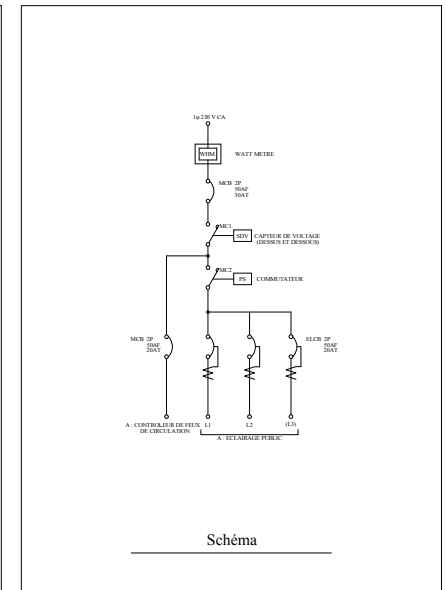 1φ 230 V CA
WHM
WATT METRE
MCB 2P
50AF
30AT
MC1
SDV
CAPTEUR DE VOLTAGE
(DESSUS ET DESSOUS)
MC2
PS
COMMUTATEUR
MCB 2P
50AF
20AT
ELCB 2P
50AF
20AT
A : CONTROLEUR DE FEUX
DE CIRCULATION
L1
L2
(L3)
A : ECLAIRAGE PUBLIC
Schéma